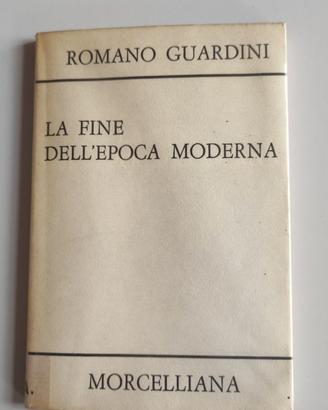 ROMANO GUARDINI
LA FINE
DELL'EPOCA MODERNA
MORCELLIANA